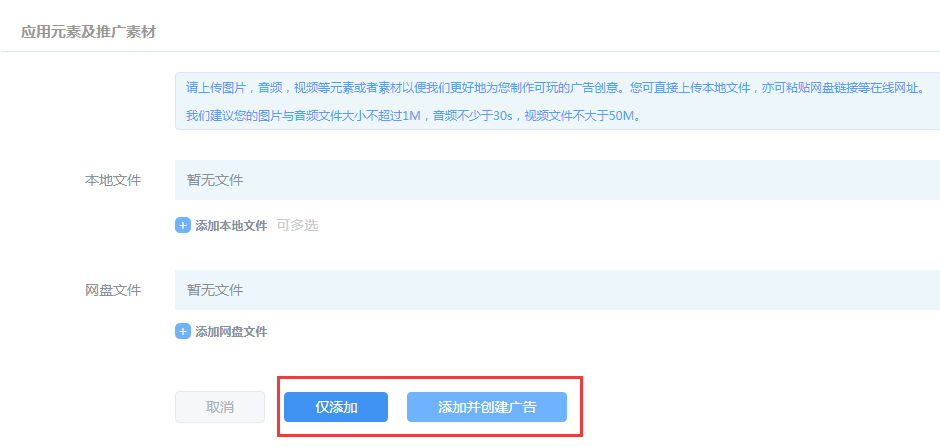 应用元素及推广素材
请上传图片，音频，视频等元素或者素材以便我们更好地为您制作可玩的广告创意。您可直接上传本地文件，亦可粘贴网盘链接等在线网址。
我们建议您的图片与音频文件大小不超过1M，音频不少于30s，视频文件不大于50M。
本地文件 暂无文件
+ 添加本地文件 可多选
网盘文件 暂无文件
+ 添加网盘文件
取消 仅添加 添加并创建广告